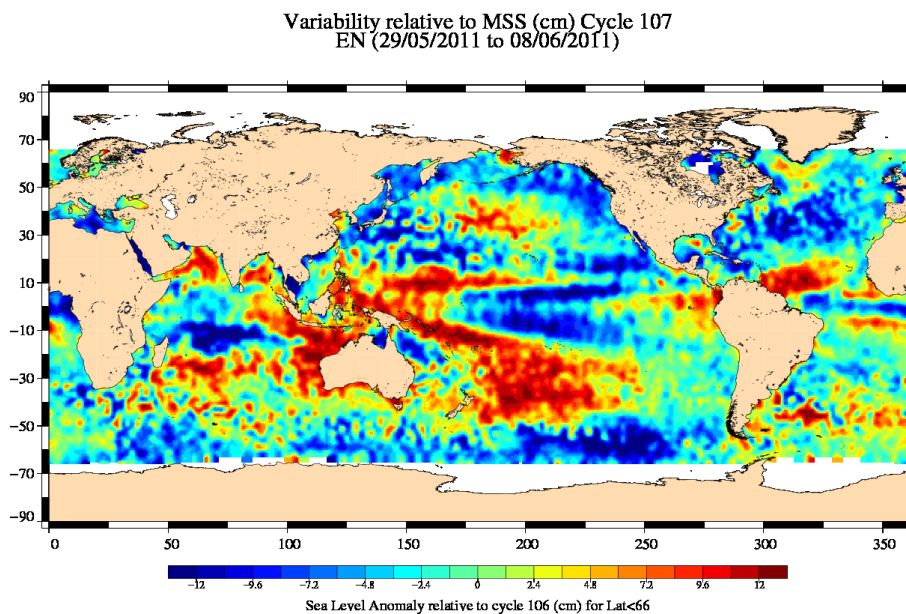 Variability relative to MSS (cm) Cycle 107
EN (29/05/2011 to 08/06/2011)
90
70
50
30
10
-10
-30
-50
-70
-90
0 50 100 150 200 250 300 350
-12 -9.6 -7.2 -4.8 -2.4 0 2.4 4.8 7.2 9.6 12
Sea Level Anomaly relative to cycle 106 (cm) for Lat<66